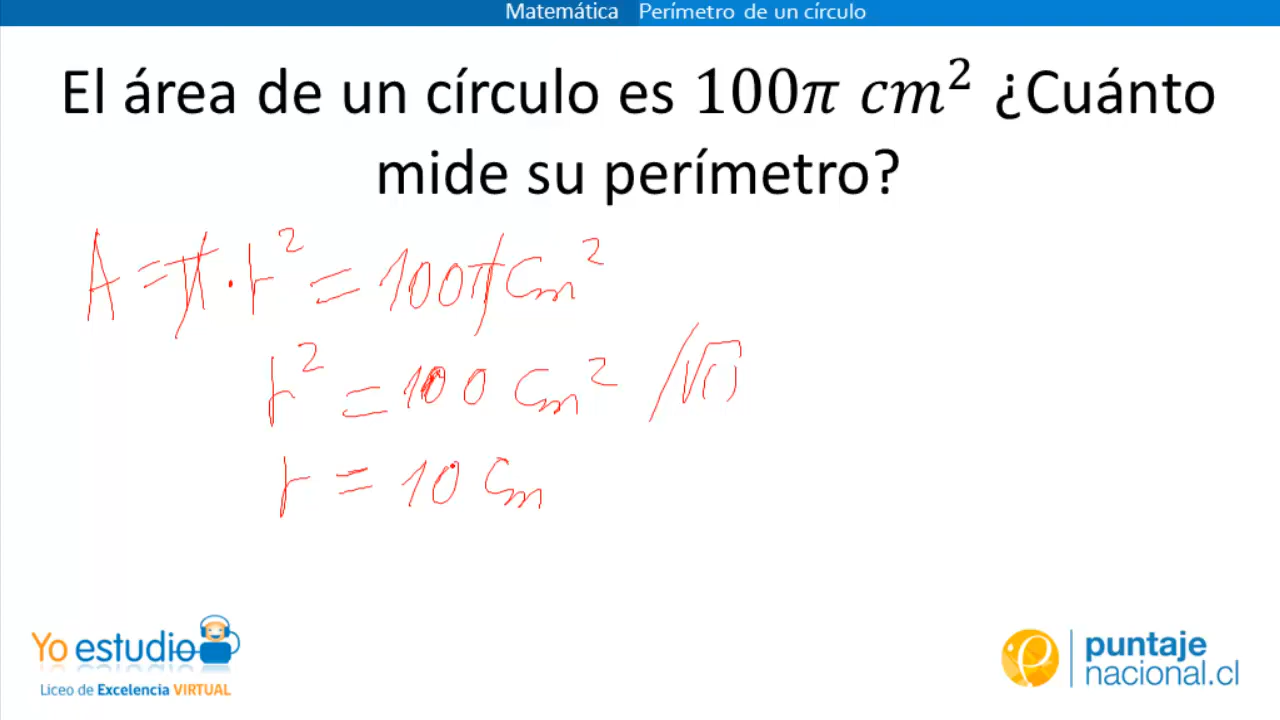 Matemática Perímetro de un círculo
El área de un círculo es 100π cm² ¿Cuánto
mide su perímetro?
A = π · r² = 100π cm²
r² = 100 cm² /√()
r = 10 cm
Yo estudio
Liceo de Excelencia VIRTUAL
puntaje
nacional.cl